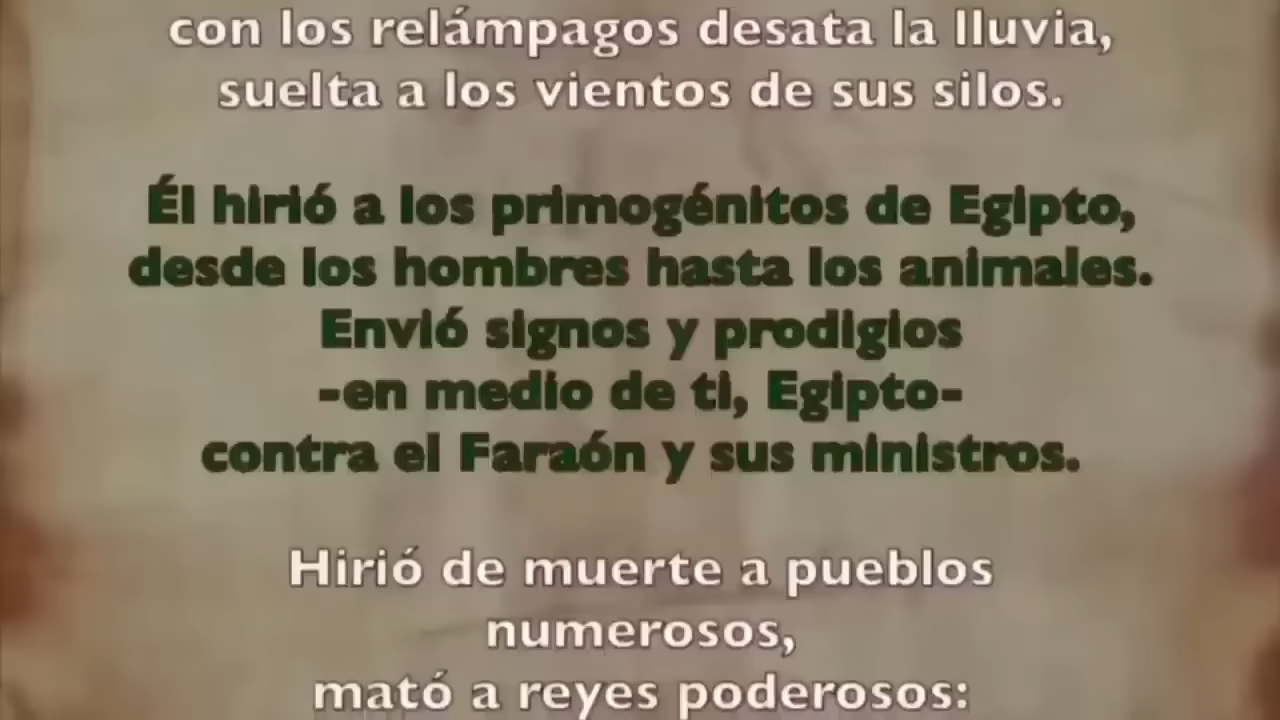 con los relámpagos desata la lluvia,
suelta a los vientos de sus silos.
Él hirió a los primogénitos de Egipto,
desde los hombres hasta los animales.
Envió signos y prodigios
-en medio de ti, Egipto-
contra el Faraón y sus ministros.
Hirió de muerte a pueblos
numerosos,
mató a reyes poderosos: